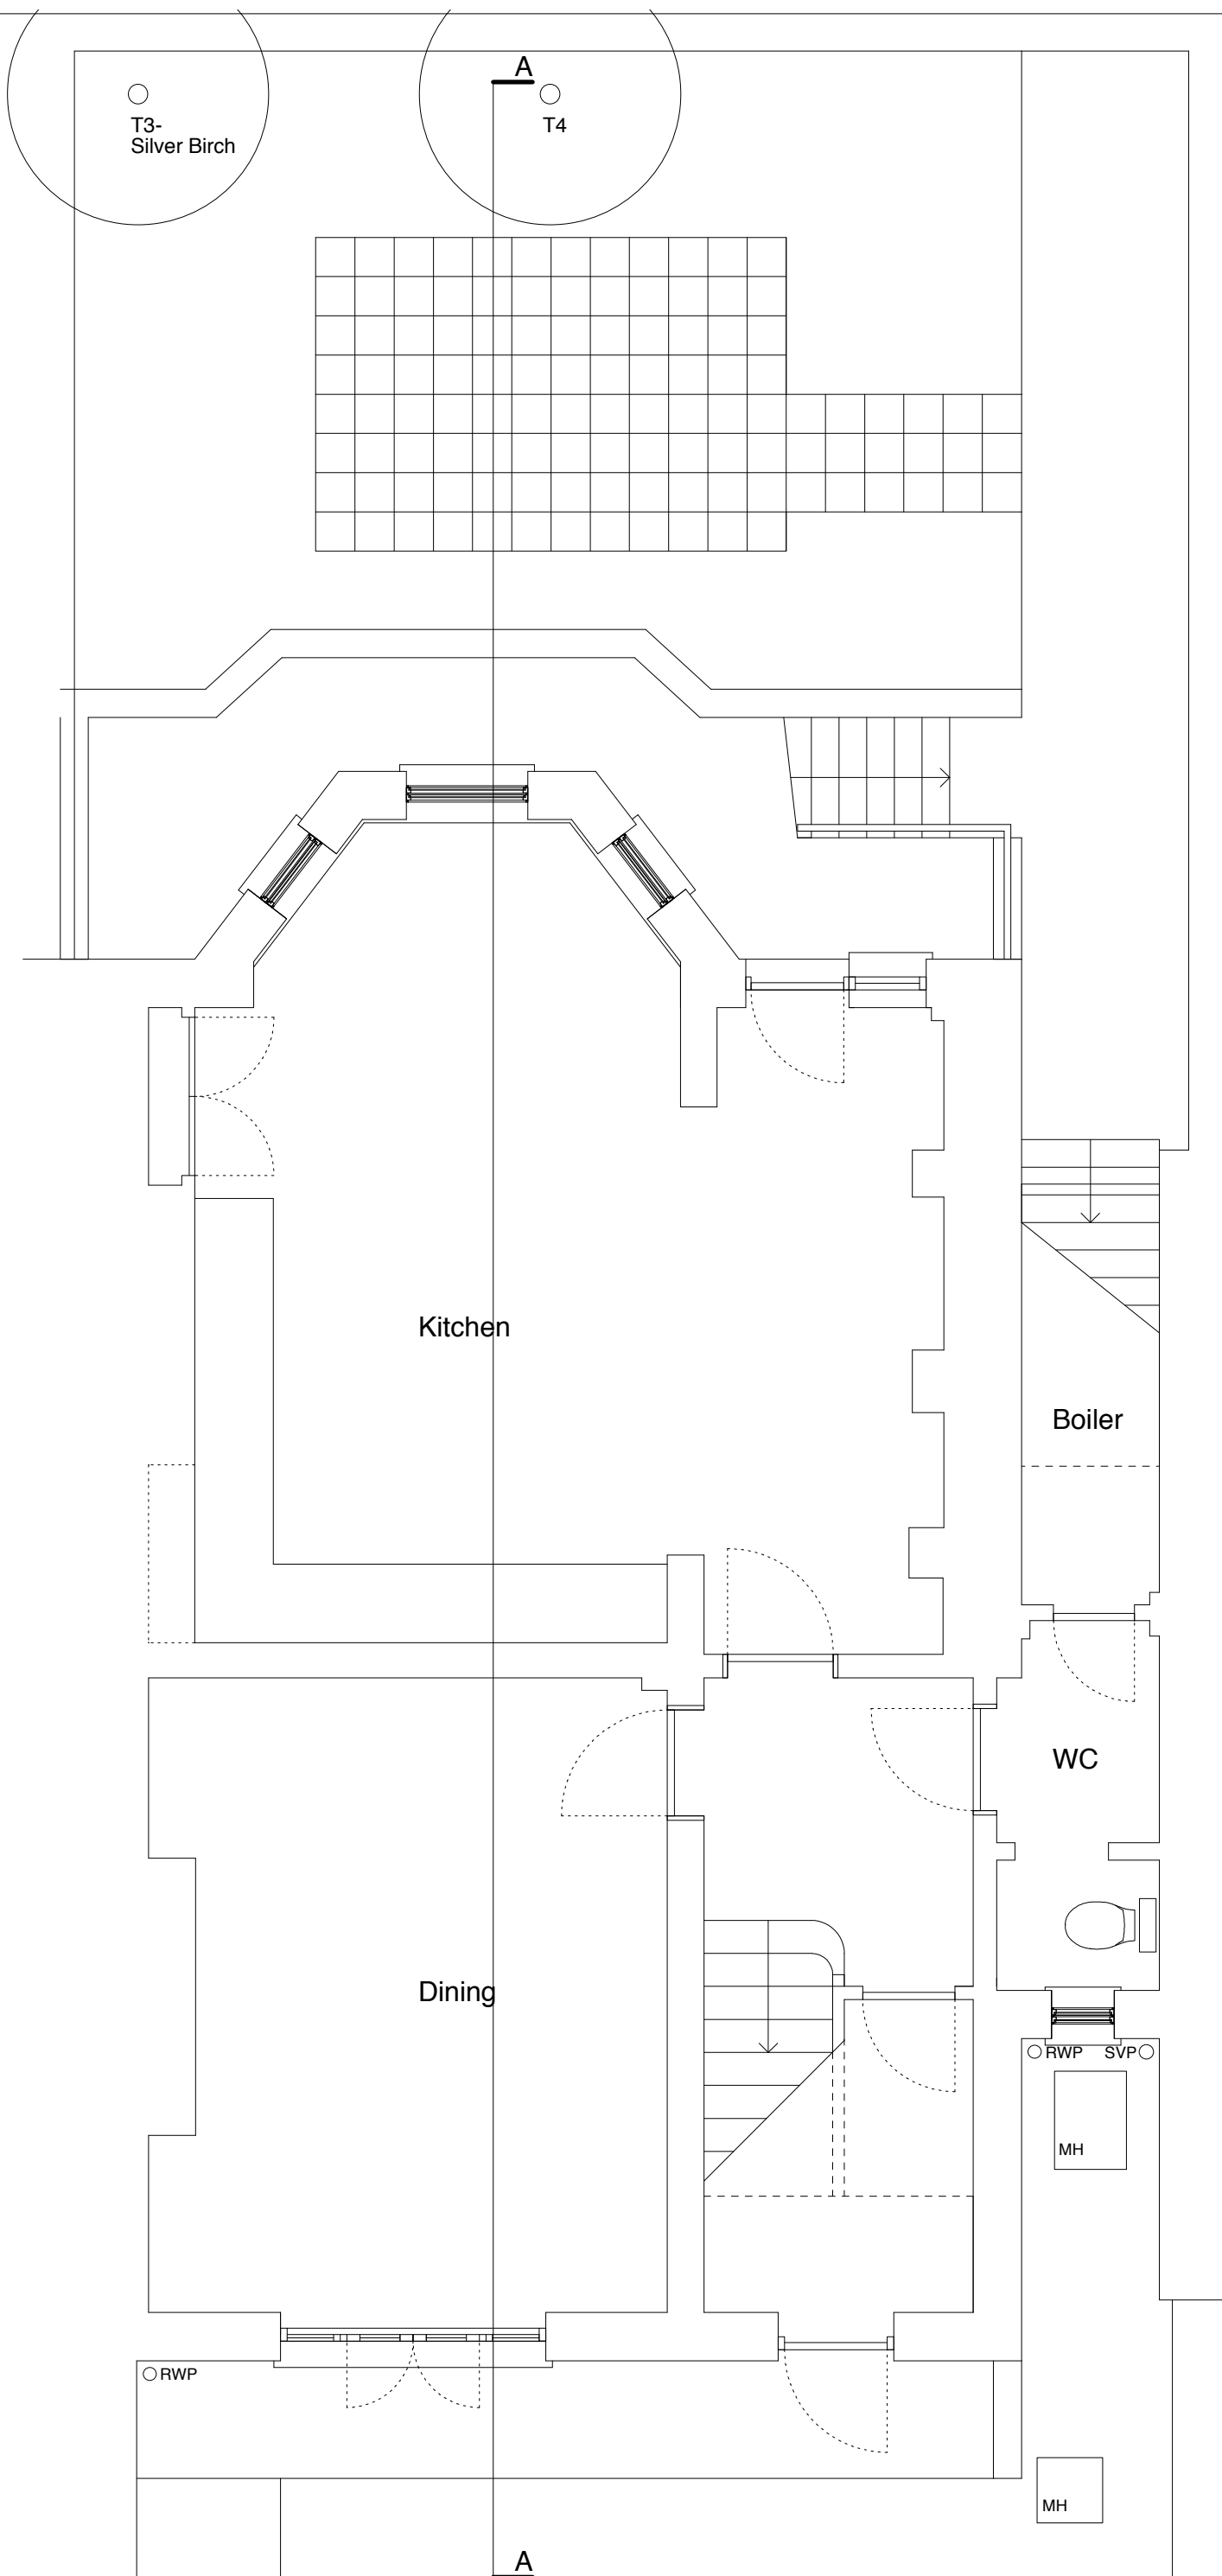 A
T3-
Silver Birch
T4
Kitchen
Boiler
WC
Dining
RWP
SVP
MH
RWP
MH
A